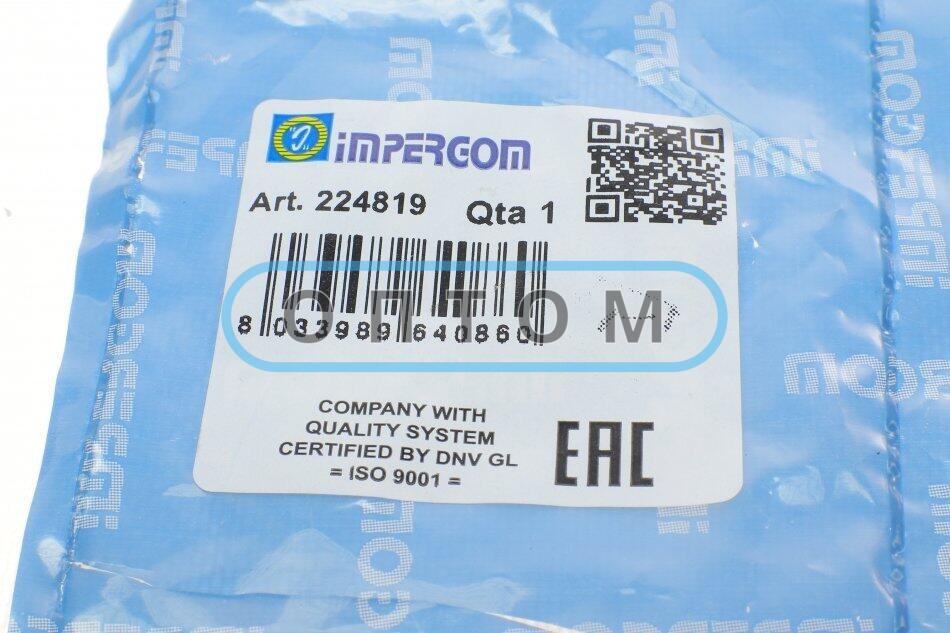 IMPERGOM
Art. 224819 Qta 1
8 033989 640860
ОПТОМ
COMPANY WITH
QUALITY SYSTEM
CERTIFIED BY DNV GL
= ISO 9001 =
EAC